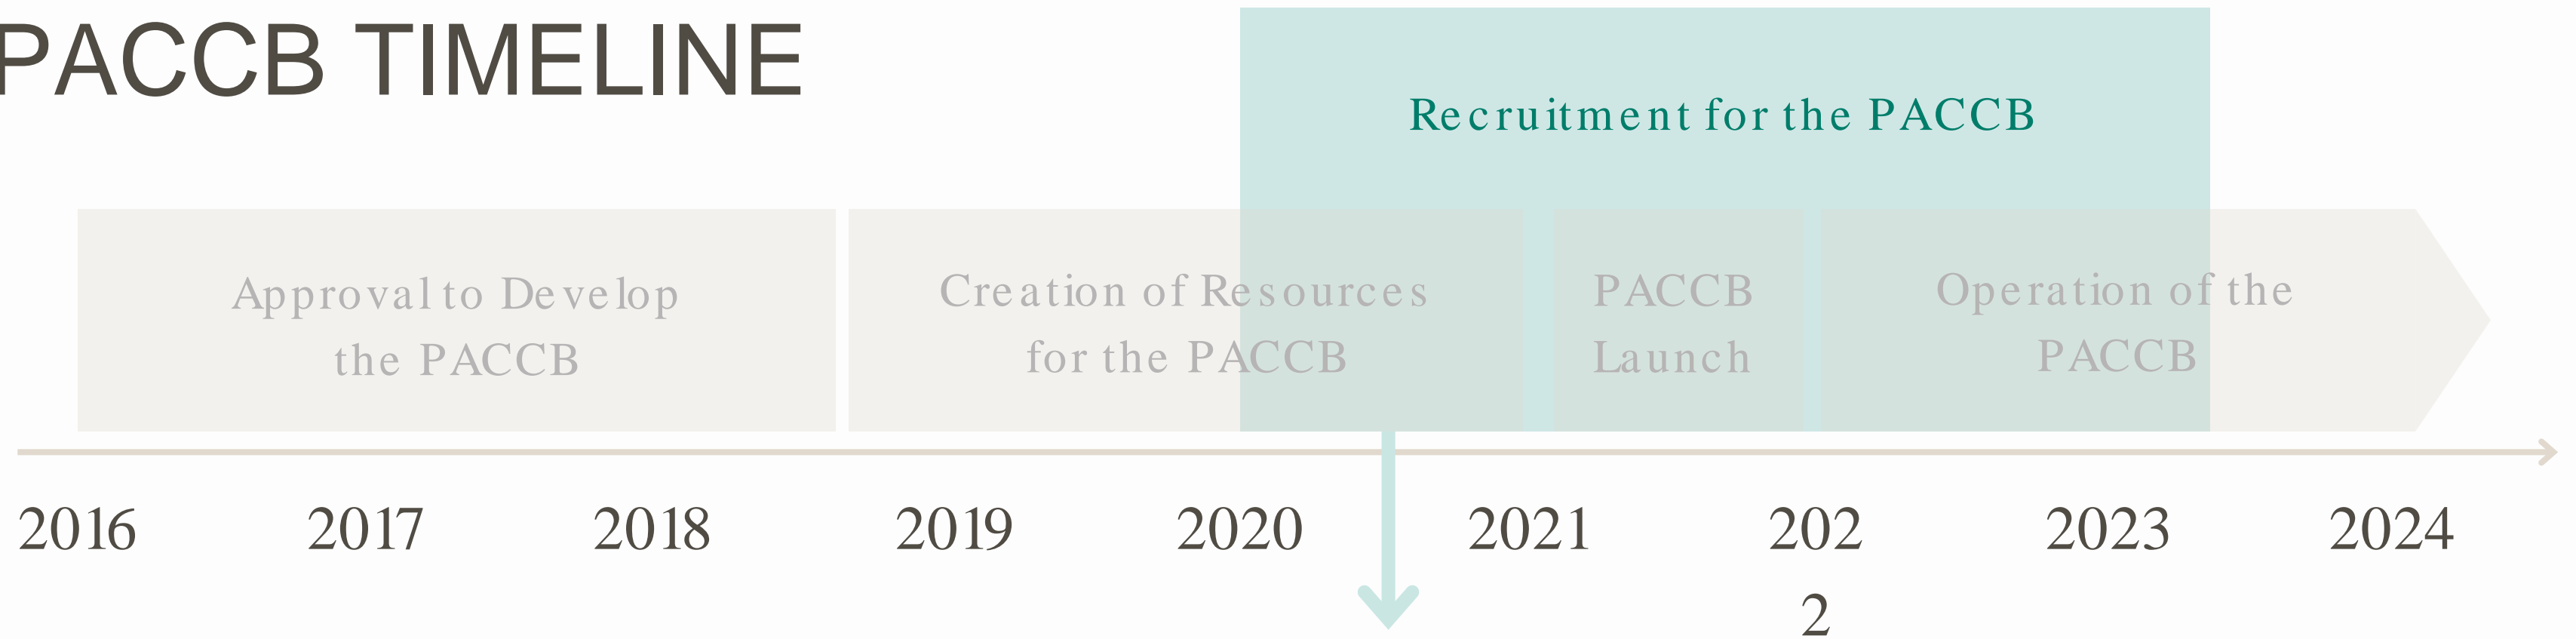 PACCB TIMELINE
Recruitment for the PACCB
Approval to Develop
the PACCB
Creation of Resources
for the PACCB
PACCB
Launch
Operation of the
PACCB
2016 2017 2018 2019 2020 2021 202 2023 2024
2